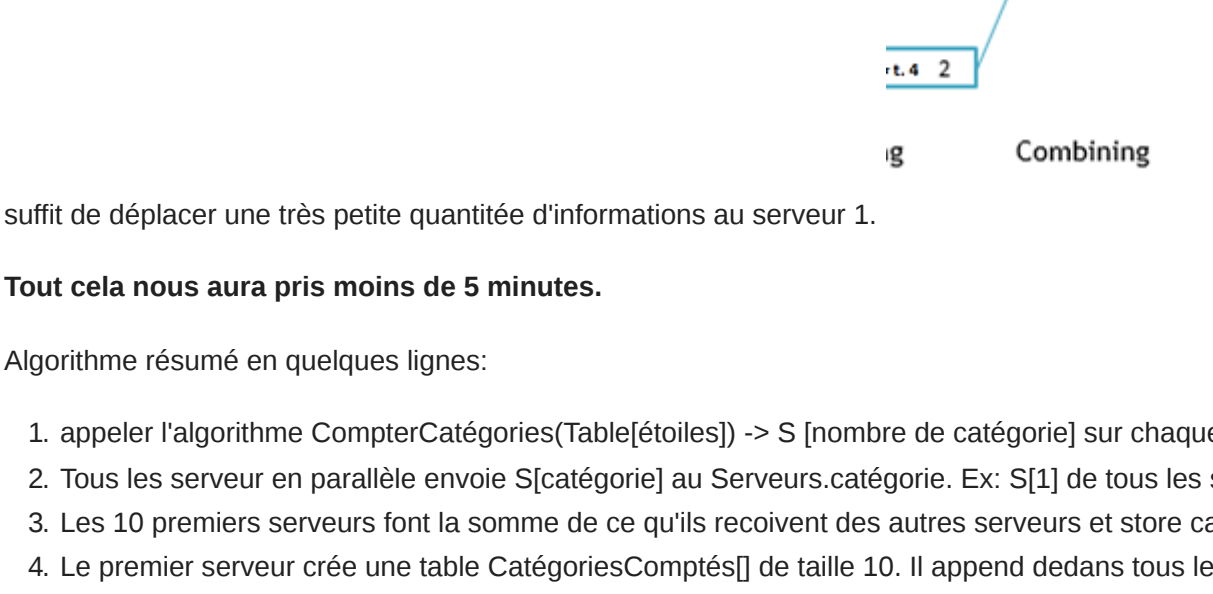 rt. 4 2
Combining
suffit de déplacer une très petite quantitée d'informations au serveur 1.
Tout cela nous aura pris moins de 5 minutes.
Algorithme résumé en quelques lignes:
1. appeler l'algorithme CompterCatégories(Table[étoiles]) -> S [nombre de catégorie] sur chaque
2. Tous les serveur en parallèle envoie S[catégorie] au Serveurs.catégorie. Ex: S[1] de tous les
3. Les 10 premiers serveurs font la somme de ce qu'ils recoivent des autres serveurs et store
4. Le premier serveur crée une table CatégoriesComptés[] de taille 10. Il append dedans tous